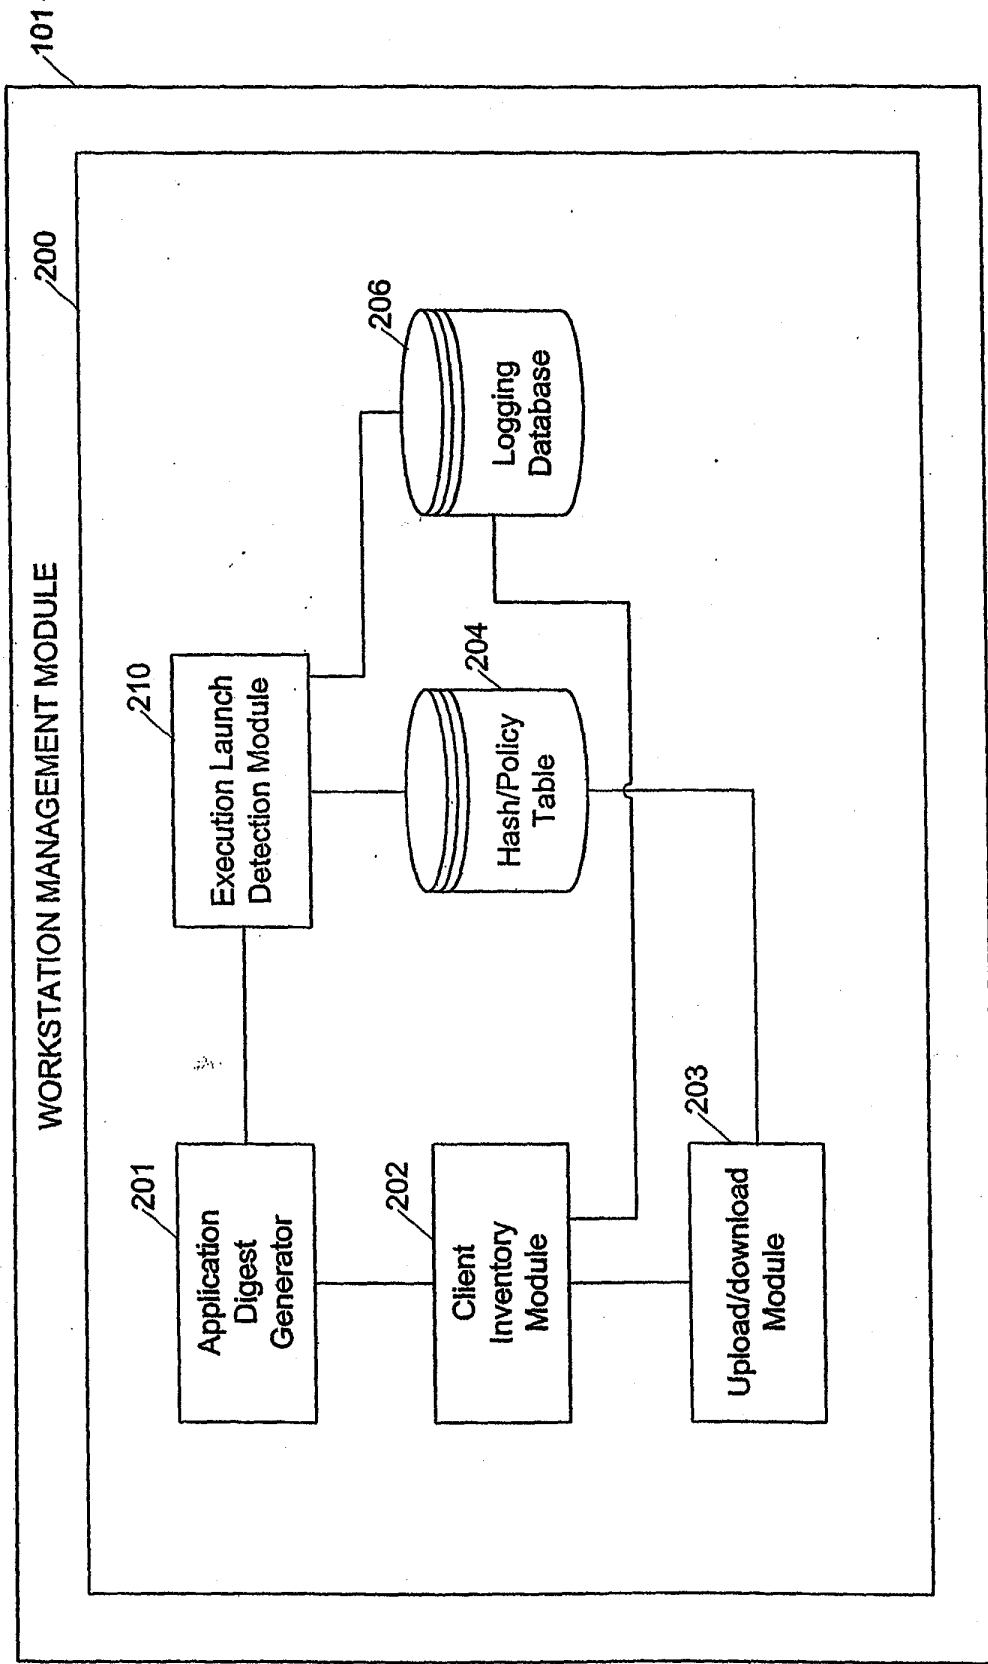 101
WORKSTATION MANAGEMENT MODULE
200
201
Application
Digest
Generator
210
Execution Launch
Detection Module
202
Client
Inventory
Module
204
Hash/Policy
Table
206
Logging
Database
203
Upload/download
Module